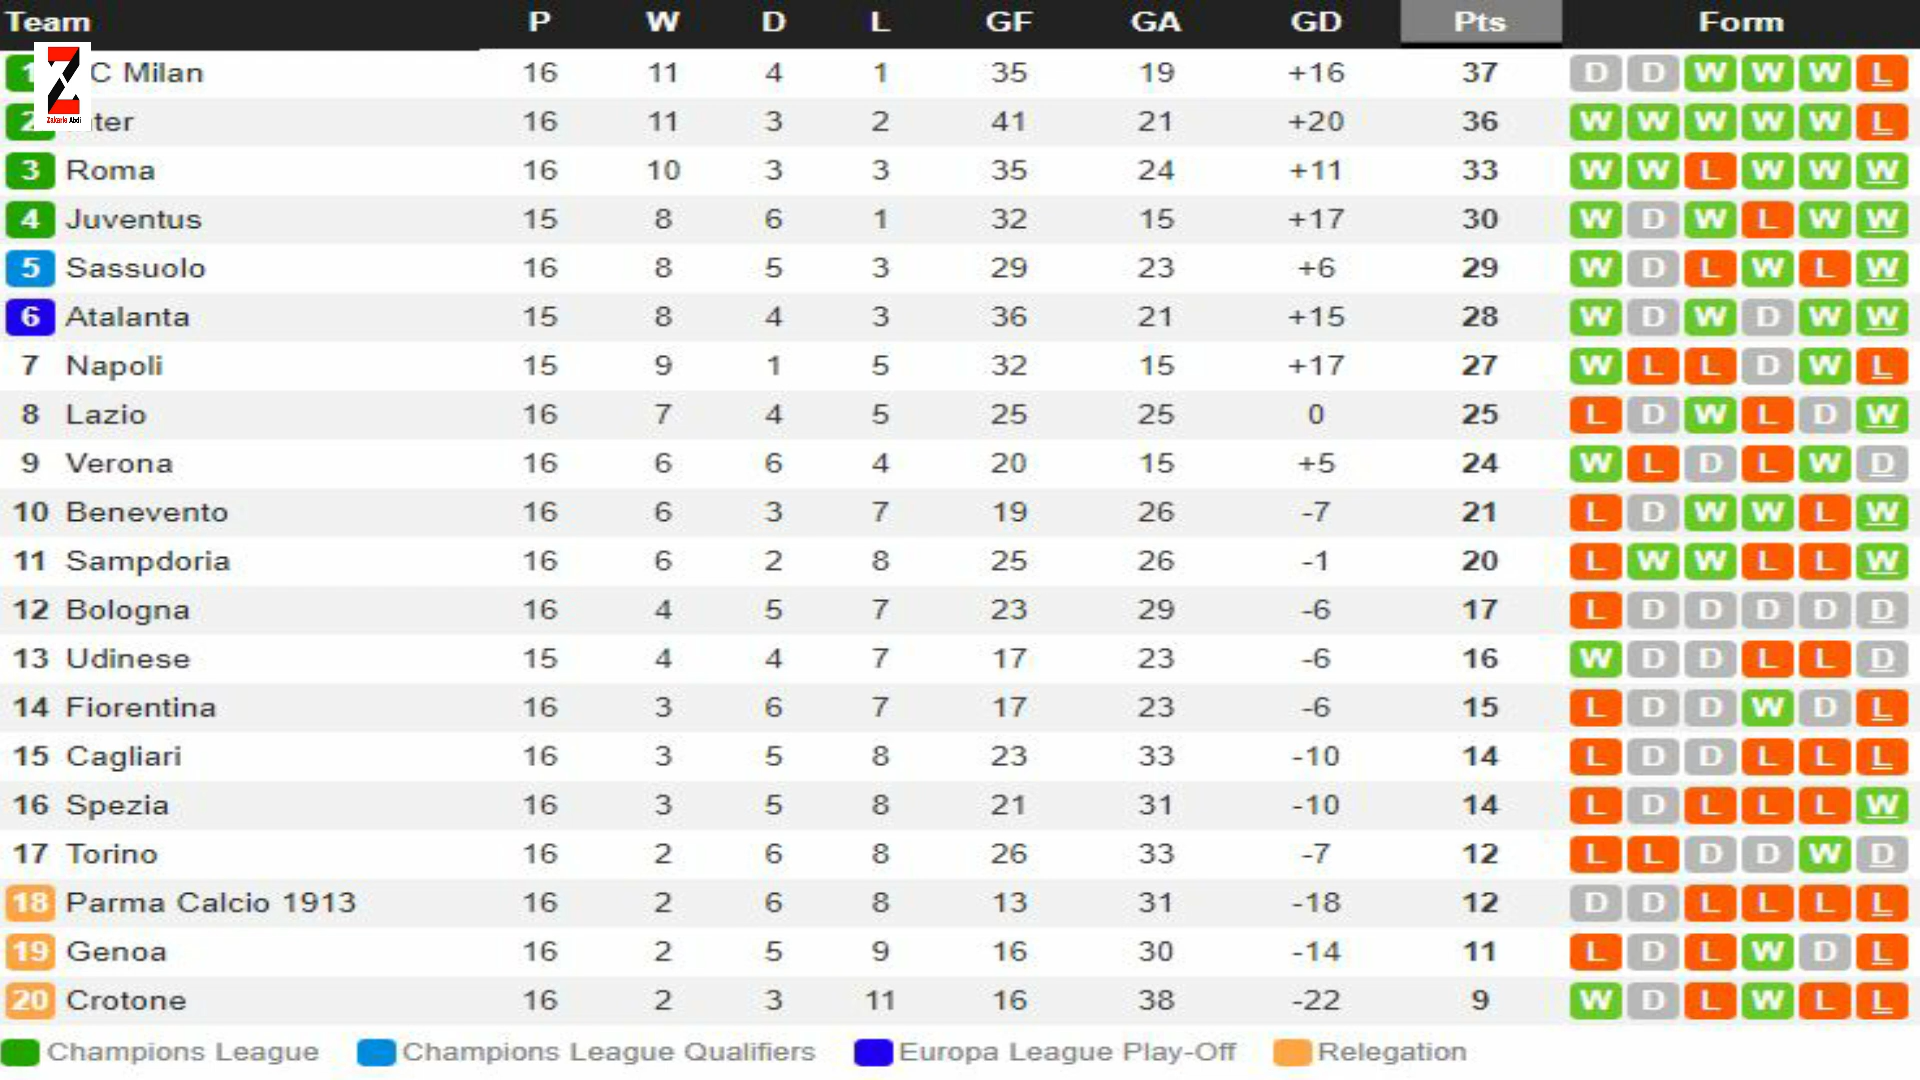 Team P W D L GF GA GD Pts Form
1 C Milan 16 11 4 1 35 19 +16 37 D D W W W L
Zakarie Abdi
2 ter 16 11 3 2 41 21 +20 36 W W W W W L
3 Roma 16 10 3 3 35 24 +11 33 W W L W W W
4 Juventus 15 8 6 1 32 15 +17 30 W D W L W W
5 Sassuolo 16 8 5 3 29 23 +6 29 W D L W L W
6 Atalanta 15 8 4 3 36 21 +15 28 W D W D W W
7 Napoli 15 9 1 5 32 15 +17 27 W L L D W L
8 Lazio 16 7 4 5 25 25 0 25 L D W L D W
9 Verona 16 6 6 4 20 15 +5 24 W L D L W D
10 Benevento 16 6 3 7 19 26 -7 21 L D W W L W
11 Sampdoria 16 6 2 8 25 26 -1 20 L W W L L W
12 Bologna 16 4 5 7 23 29 -6 17 L D D D D D
13 Udinese 15 4 4 7 17 23 -6 16 W D D L L D
14 Fiorentina 16 3 6 7 17 23 -6 15 L D D W D L
15 Cagliari 16 3 5 8 23 33 -10 14 L D D L L L
16 Spezia 16 3 5 8 21 31 -10 14 L D L L L W
17 Torino 16 2 6 8 26 33 -7 12 L L D D W D
18 Parma Calcio 1913 16 2 6 8 13 31 -18 12 D D L L L L
19 Genoa 16 2 5 9 16 30 -14 11 L D L W D L
20 Crotone 16 2 3 11 16 38 -22 9 W D L W L L
Champions League Champions League Qualifiers Europa League Play-Off Relegation